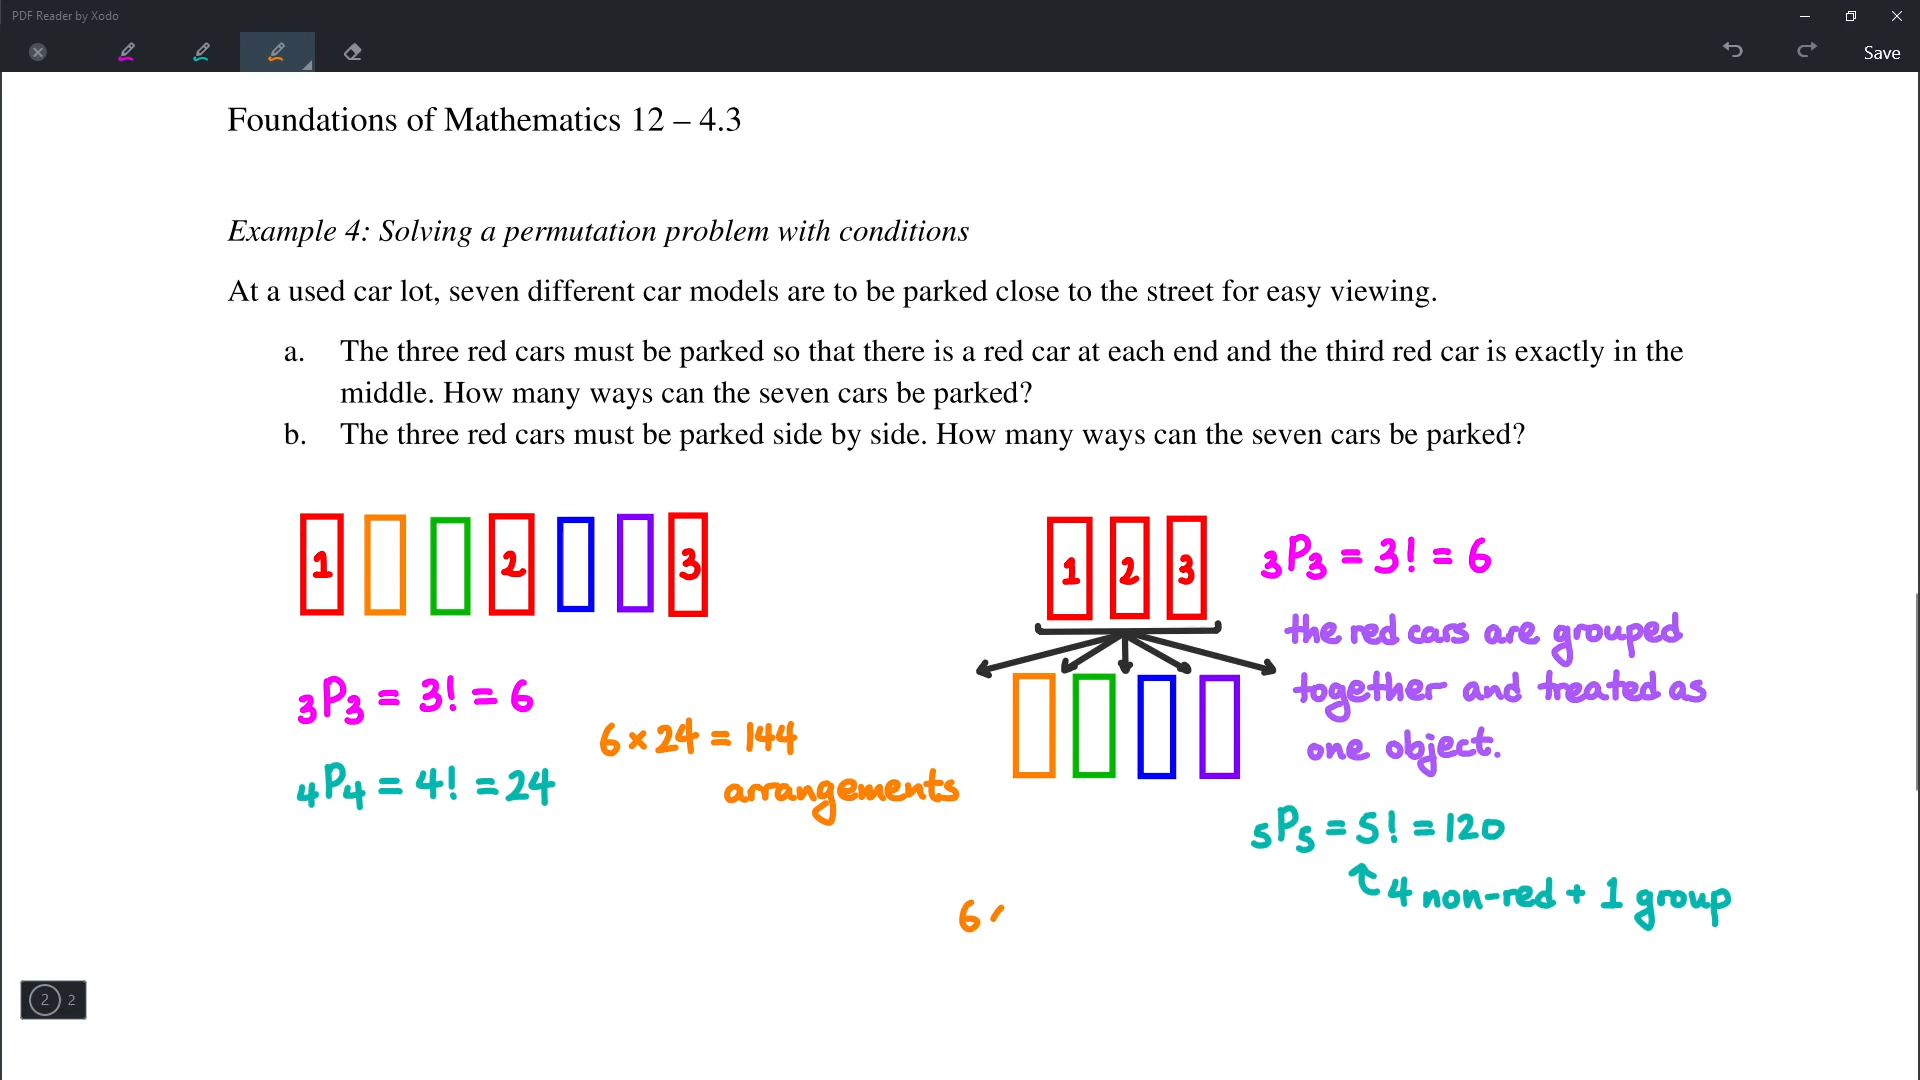 PDF Reader by Xodo
Save
Foundations of Mathematics 12 – 4.3
Example 4: Solving a permutation problem with conditions
At a used car lot, seven different car models are to be parked close to the street for easy viewing.
a. The three red cars must be parked so that there is a red car at each end and the third red car is exactly in the
middle. How many ways can the seven cars be parked?
b. The three red cars must be parked side by side. How many ways can the seven cars be parked?
1 2 3
₃P₃ = 3! = 6
₄P₄ = 4! = 24
6 × 24 = 144
arrangements
1 2 3
₃P₃ = 3! = 6
the red cars are grouped
together and treated as
one object.
₅P₅ = 5! = 120
4 non-red + 1 group
6
2 2